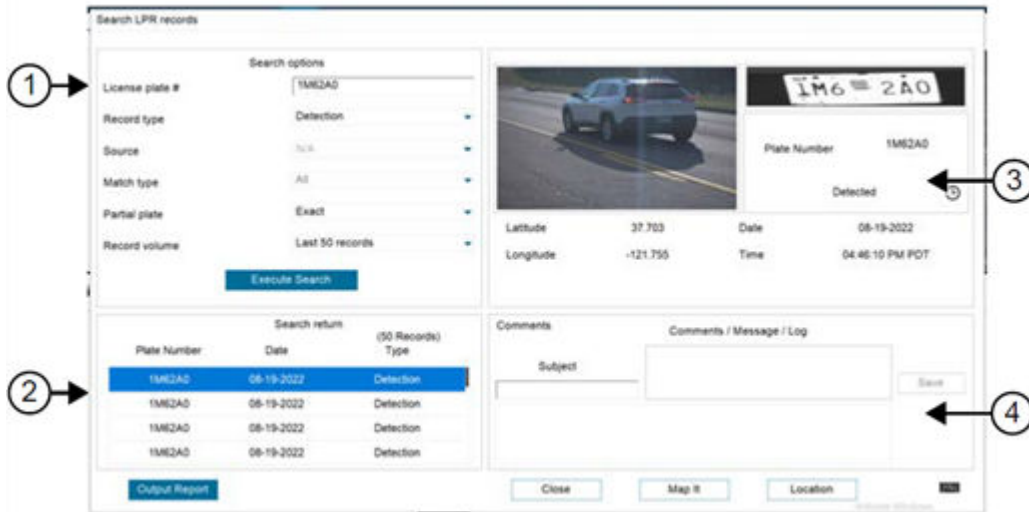 Search LPR records
Search options
1
License plate # 1M62A0
Record type Detection
Source N/A
Match type All
Partial plate Exact
Record volume Last 50 records
Execute Search
1M6 2A0
Plate Number 1M62A0
3
Detected
Latitude 37.703 Date 08-19-2022
Longitude -121.755 Time 04:46:10 PM PDT
2
Search return
(50 Records)
Plate Number Date Type
1M62A0 08-19-2022 Detection
1M62A0 08-19-2022 Detection
1M62A0 08-19-2022 Detection
1M62A0 08-19-2022 Detection
Comments
Comments / Message / Log
Subject
Save
4
Output Report
Close Map It Location
Activate Windows